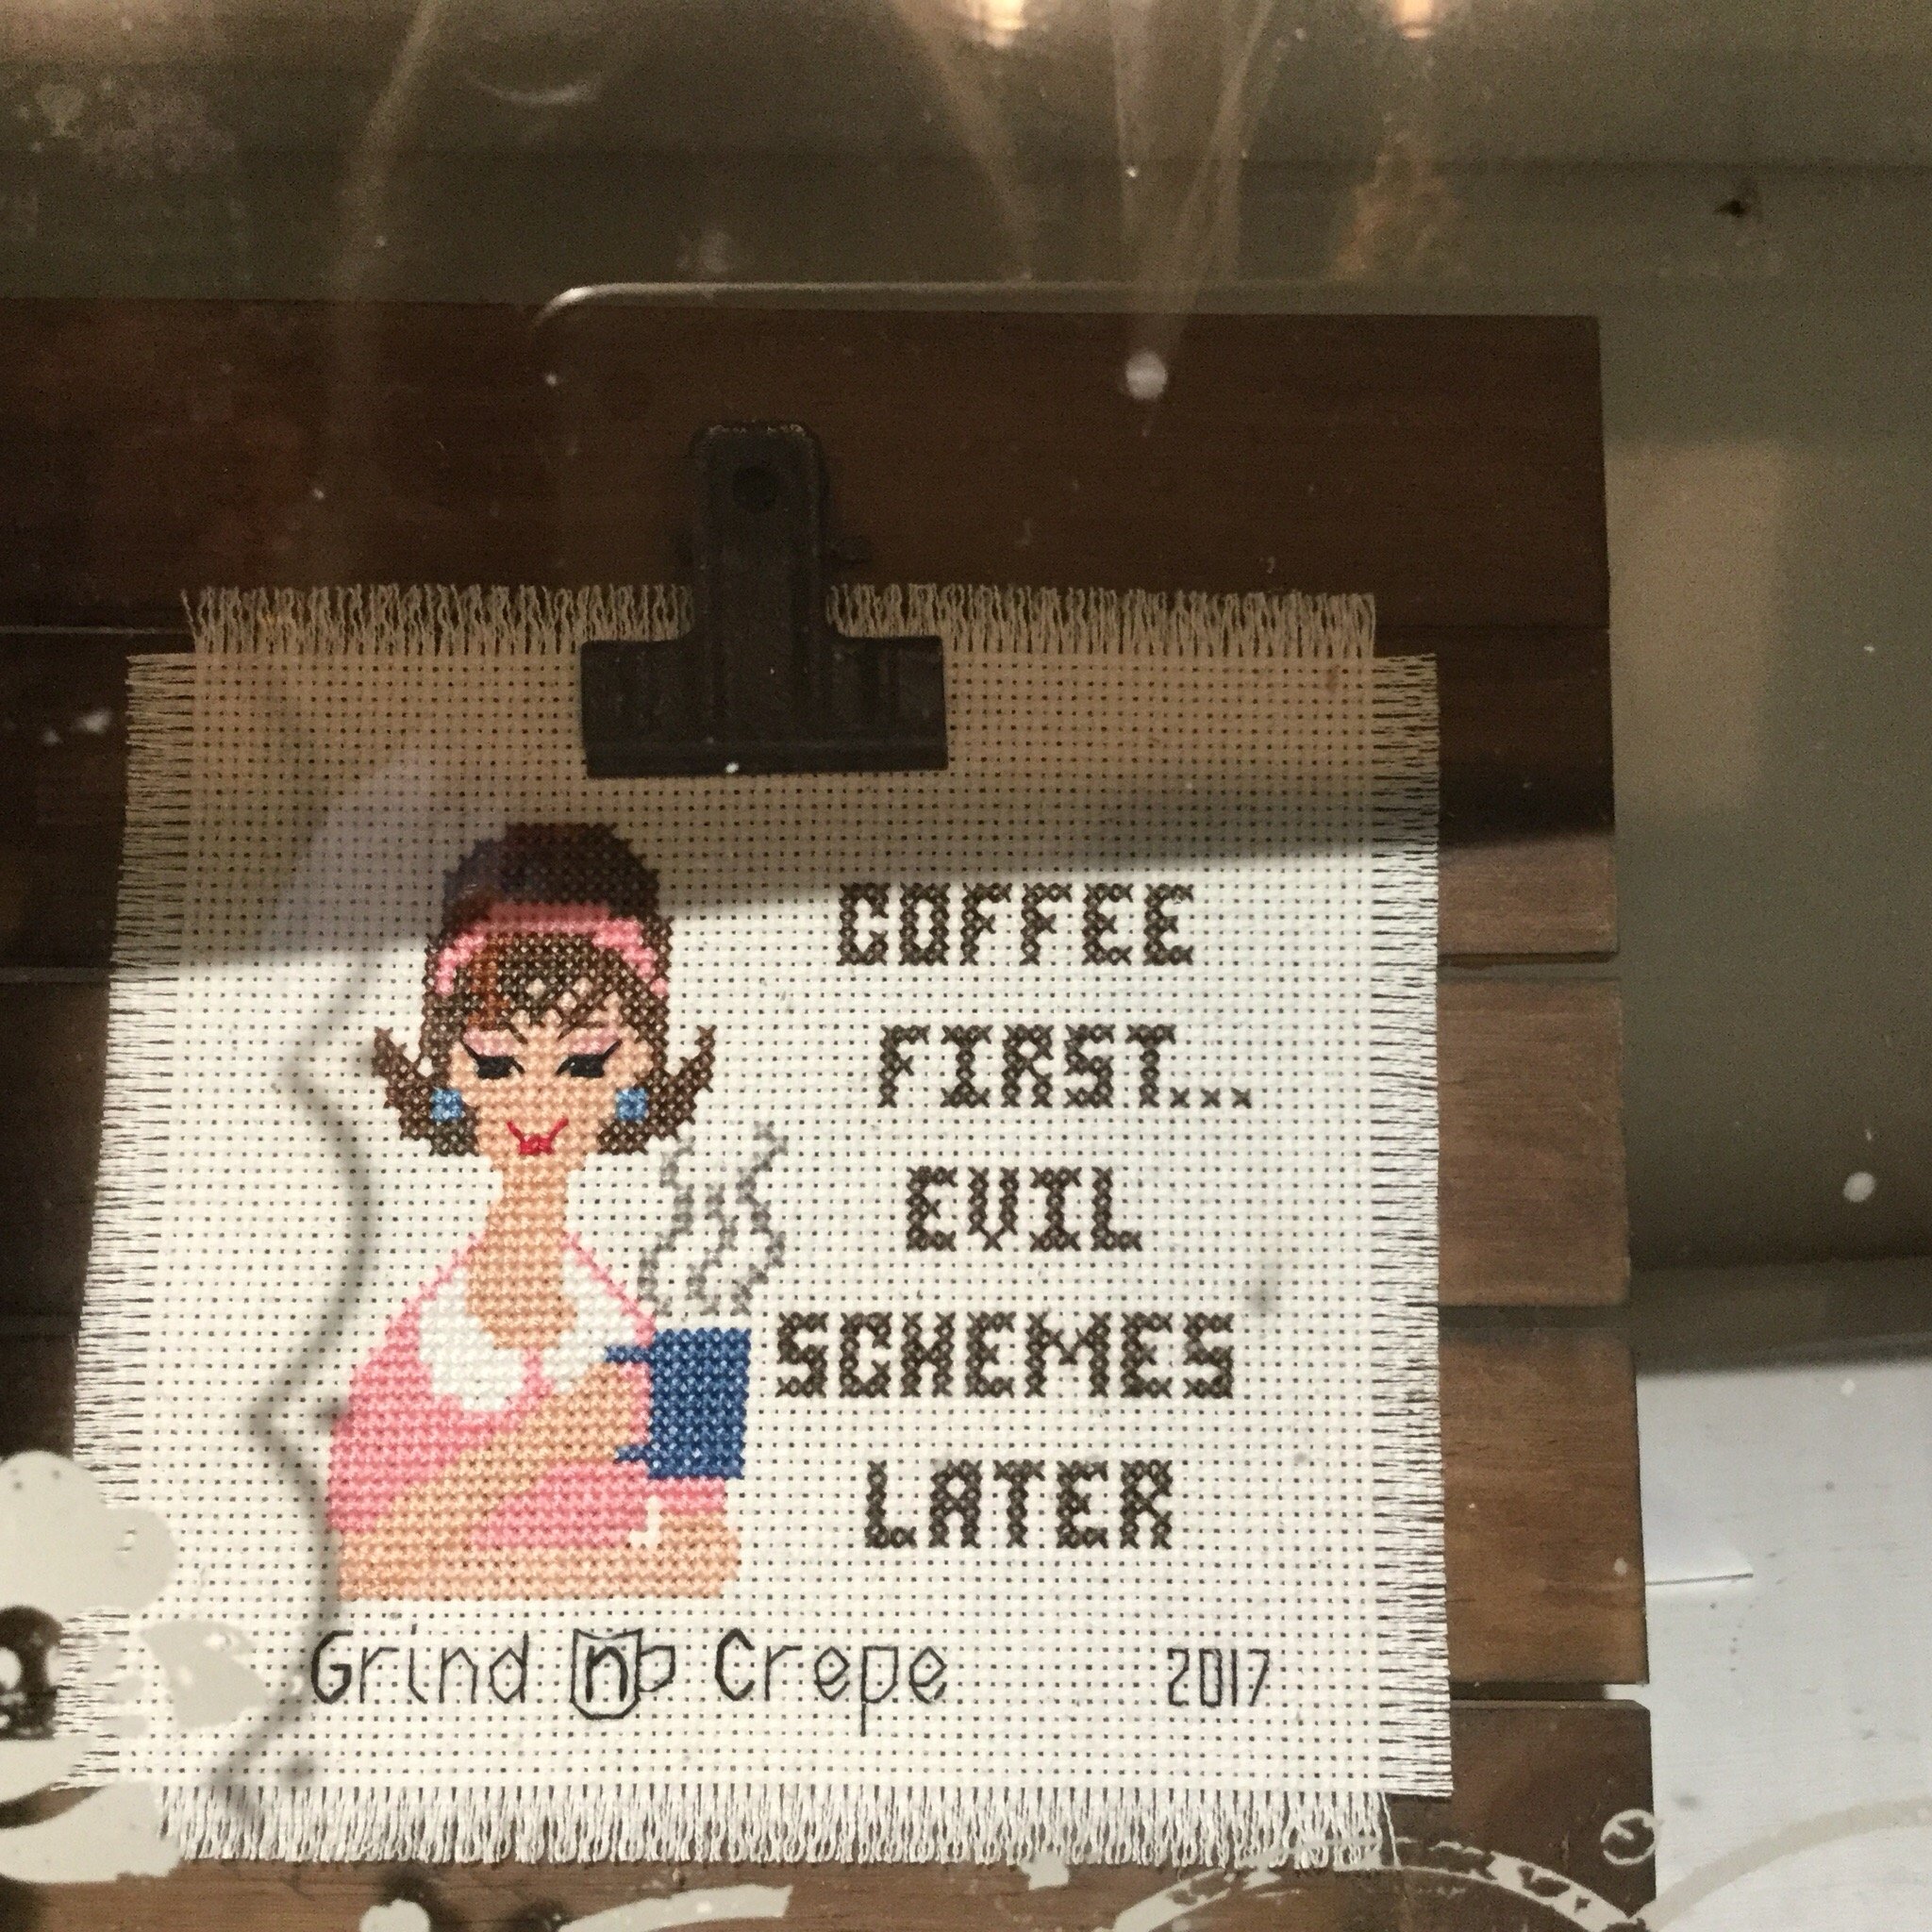 COFFEE
FIRST...
EVIL
SCHEMES
LATER
Grind n Crepe 2017